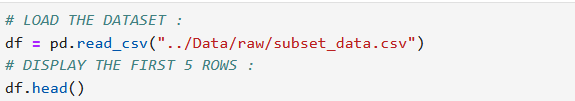 # LOAD THE DATASET :
df = pd.read_csv("../Data/raw/subset_data.csv")
# DISPLAY THE FIRST 5 ROWS :
df.head()